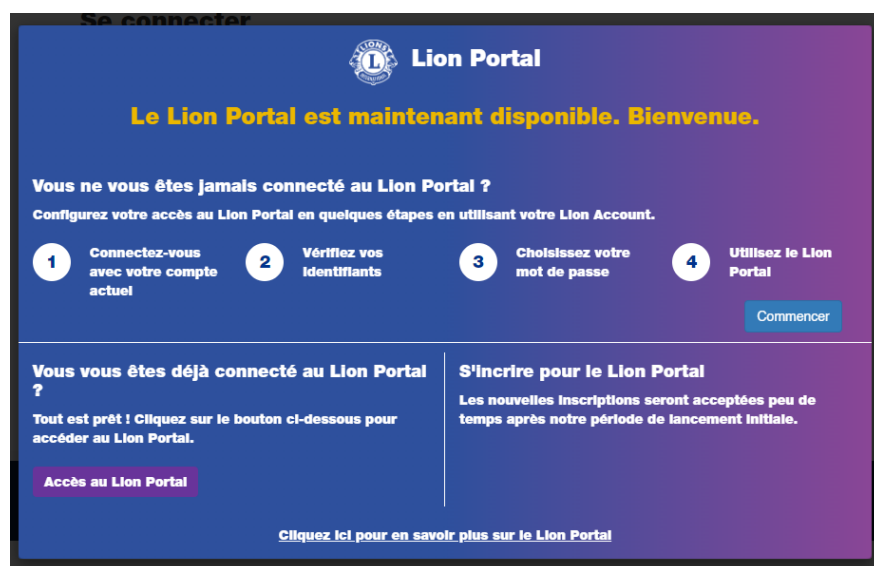 Se connecter
LIONS
L
INTERNATIONAL
Lion Portal
Le Lion Portal est maintenant disponible. Bienvenue.
Vous ne vous êtes jamais connecté au Lion Portal ?
Configurez votre accès au Lion Portal en quelques étapes en utilisant votre Lion Account.
1
Connectez-vous
avec votre compte
actuel
2
Vérifiez vos
identifiants
3
Choisissez votre
mot de passe
4
Utilisez le Lion
Portal
Commencer
Vous vous êtes déjà connecté au Lion Portal
?
Tout est prêt ! Cliquez sur le bouton ci-dessous pour
accéder au Lion Portal.
Accès au Lion Portal
S'incrire pour le Lion Portal
Les nouvelles inscriptions seront acceptées peu de
temps après notre période de lancement initiale.
Cliquez ici pour en savoir plus sur le Lion Portal